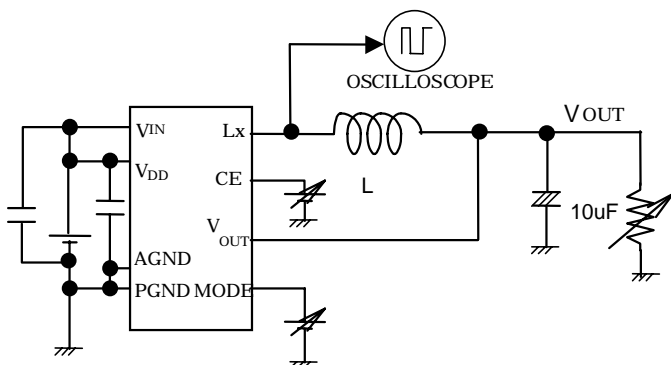 OSCILLOSCOPE
VIN
Lx
VOUT
VDD
CE
L
10uF
VOUT
AGND
PGND
MODE